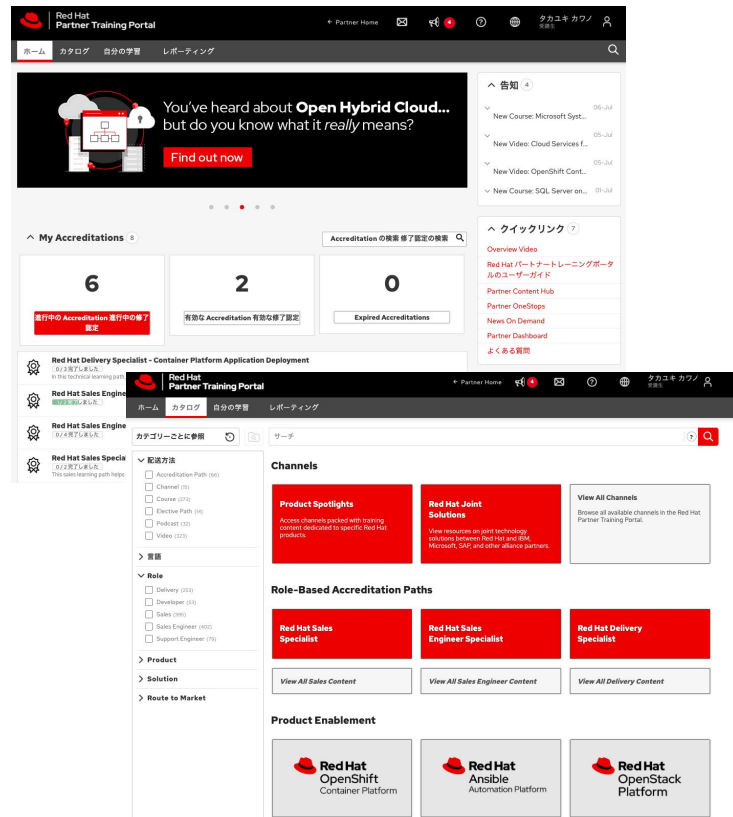 Red Hat
Partner Training Portal
← Partner Home
4
?
タカユキ カワノ
受講生
ホーム
カタログ
自分の学習
レポーティング
You've heard about Open Hybrid Cloud...
but do you know what it really means?
Find out now
告知 4
06-Jul
New Course: Microsoft Syst...
05-Jul
New Video: Cloud Services f...
05-Jul
New Video: OpenShift Cont...
New Course: SQL Server on...
01-Jul
My Accreditations 8
Accreditation の検索 修了認定の検索
6
進行中の Accreditation 進行中の修了
認定
2
有効な Accreditation 有効な修了認定
0
Expired Accreditations
クイックリンク 7
Overview Video
Red Hat パートナートレーニングポータ
ルのユーザーガイド
Partner Content Hub
Partner OneStops
News On Demand
Partner Dashboard
よくある質問
Red Hat Delivery Specialist - Container Platform Application Deployment
0/3完了しました
In this technical learning path,
Red Hat Sales Engine
しました
Red Hat Sales Engine
0/4完了しました
Red Hat Sales Specia
0/2完了しました
This sales learning path helps
Red Hat
Partner Training Portal
← Partner Home
4
?
タカユキ カワノ
受講生
ホーム
カタログ
自分の学習
レポーティング
カテゴリーごとに参照
サーチ
?
配送方法
Accreditation Path (66)
Channel (15)
Course (373)
Elective Path (14)
Podcast (32)
Video (323)
言語
Role
Delivery (203)
Developer (53)
Sales (395)
Sales Engineer (402)
Support Engineer (79)
Product
Solution
Route to Market
Channels
Product Spotlights
Access channels packed with training
content dedicated to specific Red Hat
products.
Red Hat Joint
Solutions
View resources on joint technology
solutions between Red Hat and IBM,
Microsoft, SAP, and other alliance partners.
View All Channels
Browse all available channels in the Red Hat
Partner Training Portal.
Role-Based Accreditation Paths
Red Hat Sales
Specialist
Red Hat Sales
Engineer Specialist
Red Hat Delivery
Specialist
View All Sales Content
View All Sales Engineer Content
View All Delivery Content
Product Enablement
Red Hat
OpenShift
Container Platform
Red Hat
Ansible
Automation Platform
Red Hat
OpenStack
Platform